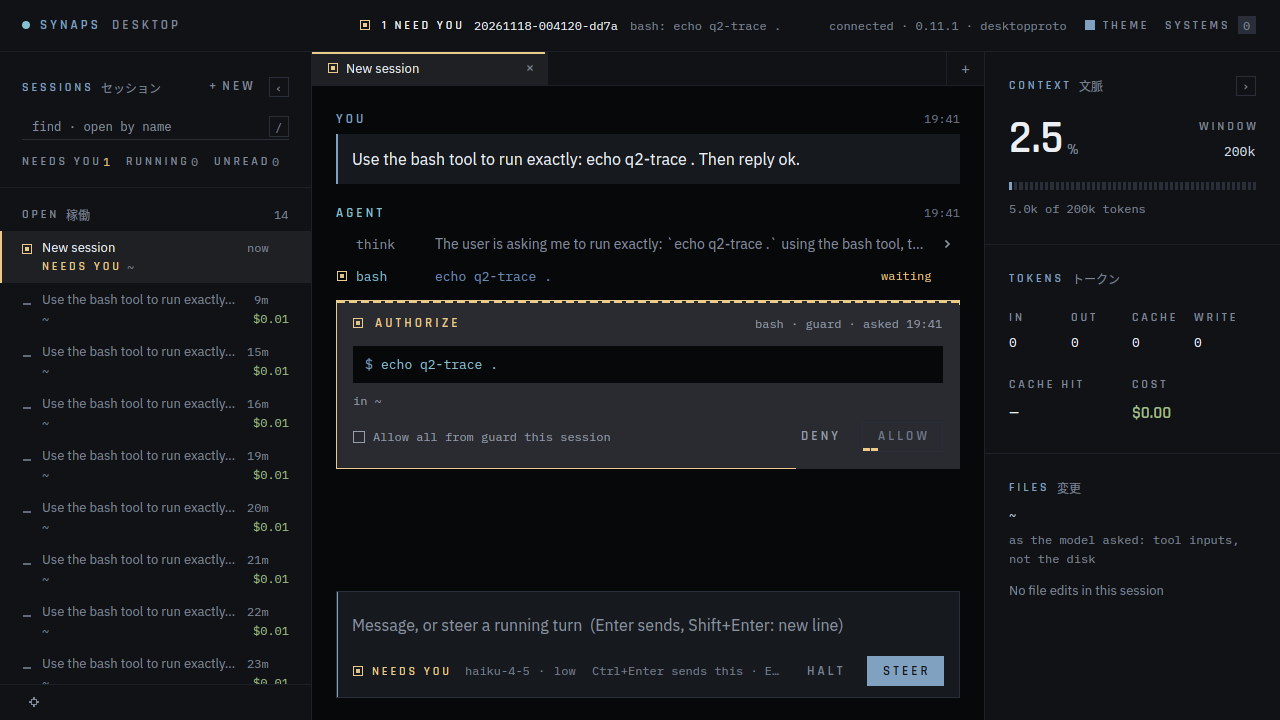 SYNAPS DESKTOP
1 NEED YOU 20261118-004120-dd7a bash: echo q2-trace .
connected · 0.11.1 · desktopproto
THEME
SYSTEMS 0
SESSIONS セッション
+ NEW ‹
find · open by name /
NEEDS YOU 1 RUNNING 0 UNREAD 0
OPEN 稼働 14
New session now
NEEDS YOU ~
Use the bash tool to run exactly... 9m
~ $0.01
Use the bash tool to run exactly... 15m
~ $0.01
Use the bash tool to run exactly... 16m
~ $0.01
Use the bash tool to run exactly... 19m
~ $0.01
Use the bash tool to run exactly... 20m
~ $0.01
Use the bash tool to run exactly... 21m
~ $0.01
Use the bash tool to run exactly... 22m
~ $0.01
Use the bash tool to run exactly... 23m
~ $0.01
New session ×
+
YOU 19:41
Use the bash tool to run exactly: echo q2-trace . Then reply ok.
AGENT 19:41
think The user is asking me to run exactly: `echo q2-trace .` using the bash tool, t... ›
bash echo q2-trace . waiting
AUTHORIZE bash · guard · asked 19:41
$ echo q2-trace .
in ~
Allow all from guard this session DENY ALLOW
Message, or steer a running turn (Enter sends, Shift+Enter: new line)
NEEDS YOU haiku-4-5 · low Ctrl+Enter sends this · E… HALT STEER
CONTEXT 文脈 ›
2.5 % WINDOW
200k
5.0k of 200k tokens
TOKENS トークン
IN OUT CACHE WRITE
0 0 0 0
CACHE HIT COST
— $0.00
FILES 変更
~
as the model asked: tool inputs,
not the disk
No file edits in this session